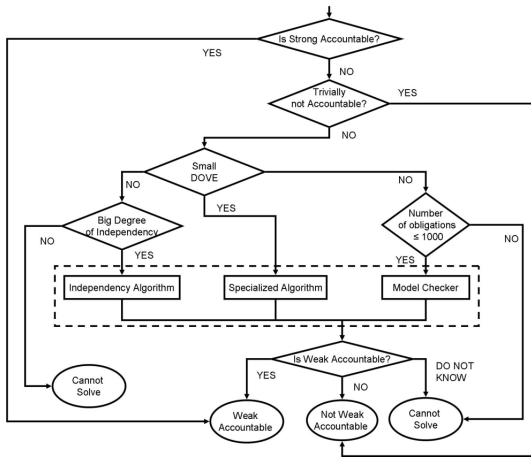 Is Strong Accountable?
YES
NO
Trivially
not Accountable?
YES
NO
Small
DOVE
NO
YES
NO
Big Degree
of Independency
NO
YES
Number
of obligations
≤ 1000
NO
YES
Independency Algorithm
Specialized Algorithm
Model Checker
Is Weak Accountable?
YES
NO
DO NOT
KNOW
Cannot
Solve
Weak
Accountable
Not Weak
Accountable
Cannot
Solve